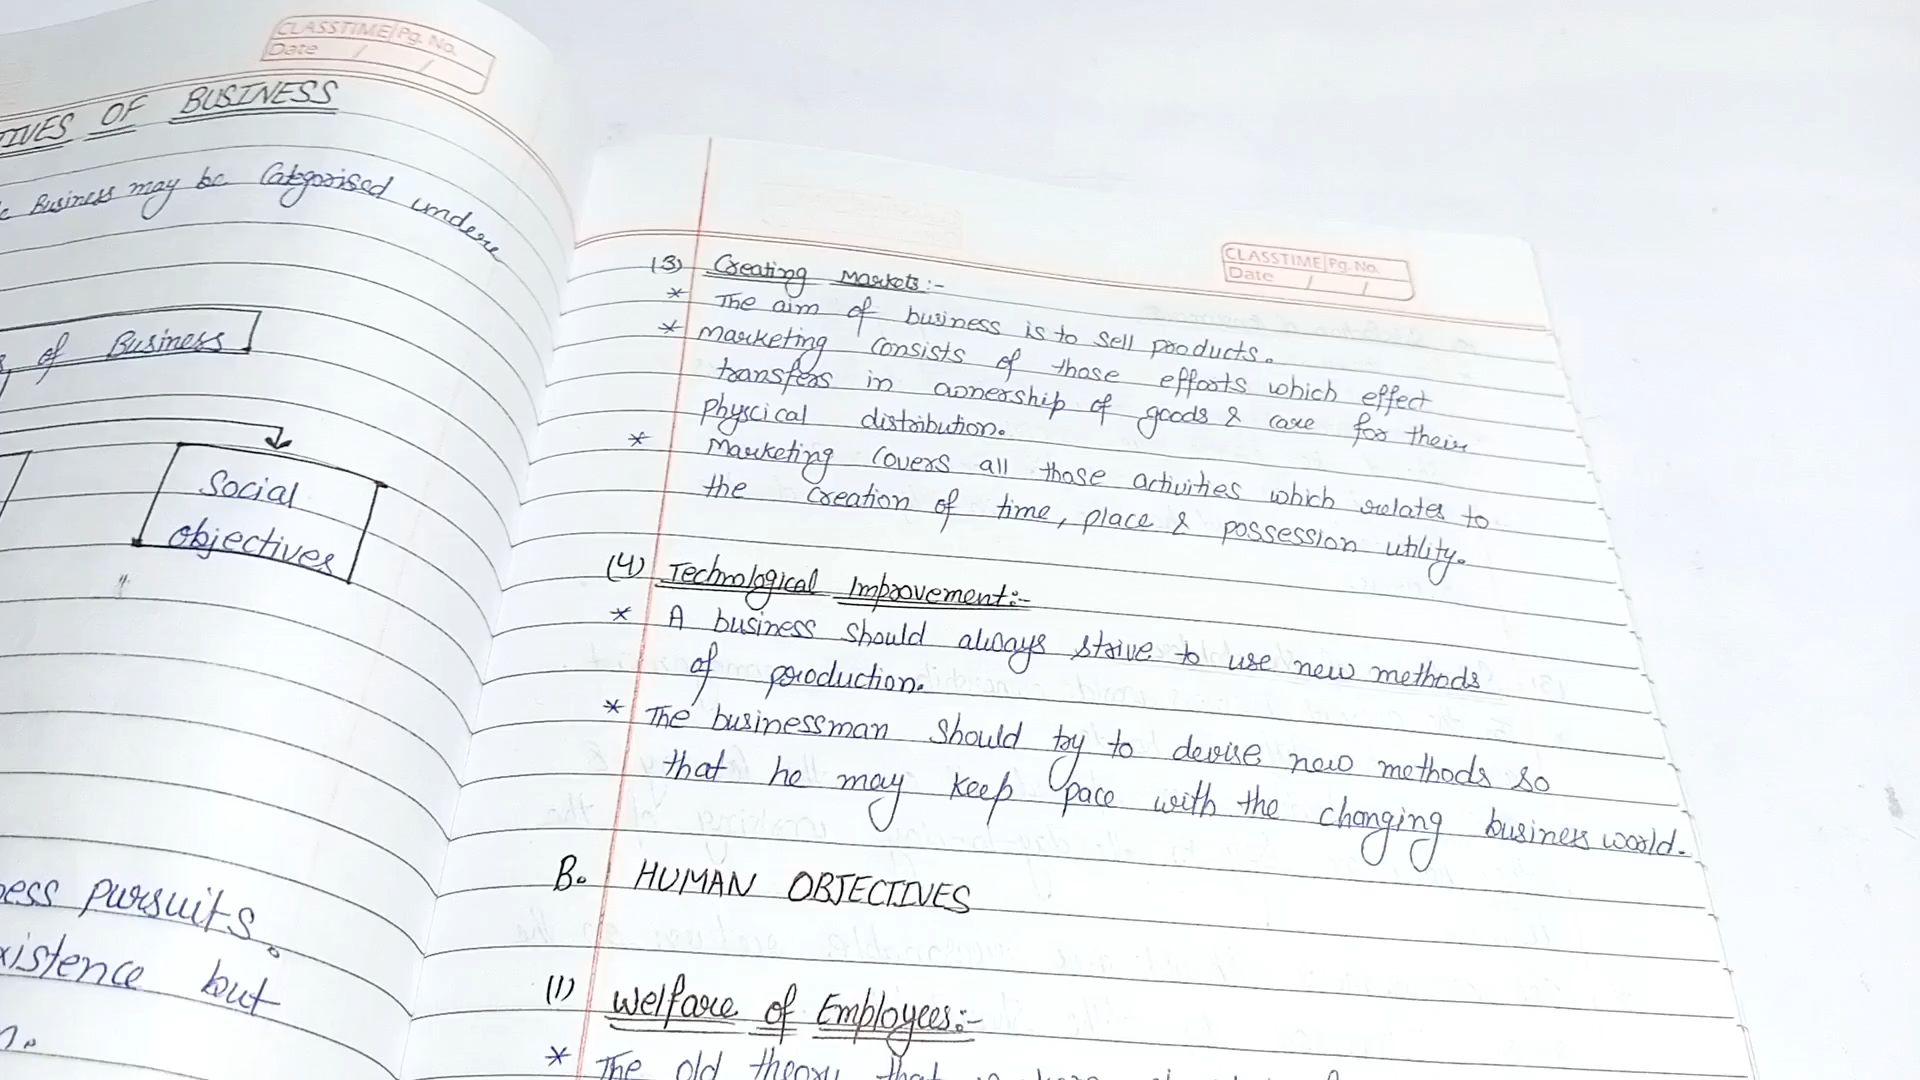 CLASSTIME Pg. No.
Date / /
OF BUSINESS
Business may be Categorised under
of Business
Social
objectives
pursuits.
but
CLASSTIME Pg. No.
Date / /
(3) Creating Markets:-
* The aim of business is to sell products.
* Marketing consists of those efforts which effect
transfers in ownership of goods & care for their
physcical distribution.
* Marketing covers all those activities which relates to
the creation of time, place & possession utility.
(4) Technological Improvement:-
* A business should always strive to use new methods
of production.
* The businessman should try to devise new methods so
that he may keep pace with the changing business world.
B. HUMAN OBJECTIVES
(1) Welfare of Employees:-
* The old theory that